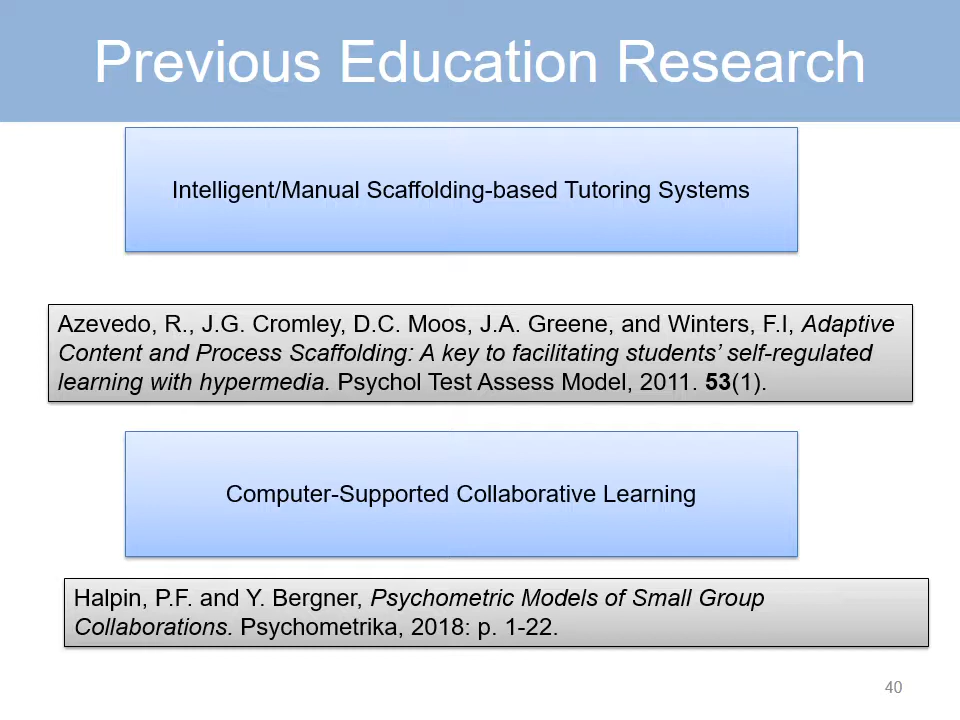 Previous Education Research
Intelligent/Manual Scaffolding-based Tutoring Systems
Azevedo, R., J.G. Cromley, D.C. Moos, J.A. Greene, and Winters, F.I, Adaptive
Content and Process Scaffolding: A key to facilitating students’ self-regulated
learning with hypermedia. Psychol Test Assess Model, 2011. 53(1).
Computer-Supported Collaborative Learning
Halpin, P.F. and Y. Bergner, Psychometric Models of Small Group
Collaborations. Psychometrika, 2018: p. 1-22.
40